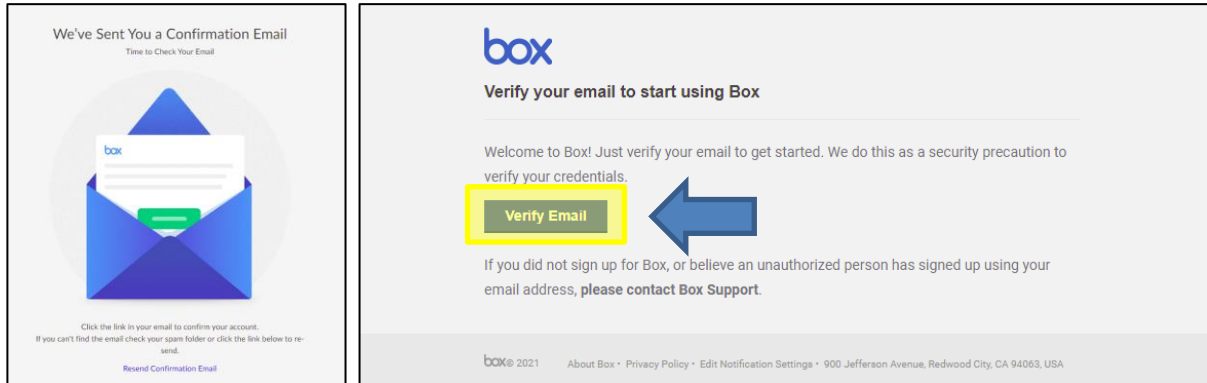 We've Sent You a Confirmation Email
Time to Check Your Email
box
Click the link in your email to confirm your account.
If you can't find the email check your spam folder or click the link below to re-
send.
Resend Confirmation Email
box
Verify your email to start using Box
Welcome to Box! Just verify your email to get started. We do this as a security precaution to
verify your credentials.
Verify Email
If you did not sign up for Box, or believe an unauthorized person has signed up using your
email address, please contact Box Support.
box © 2021 About Box • Privacy Policy • Edit Notification Settings • 900 Jefferson Avenue, Redwood City, CA 94063, USA